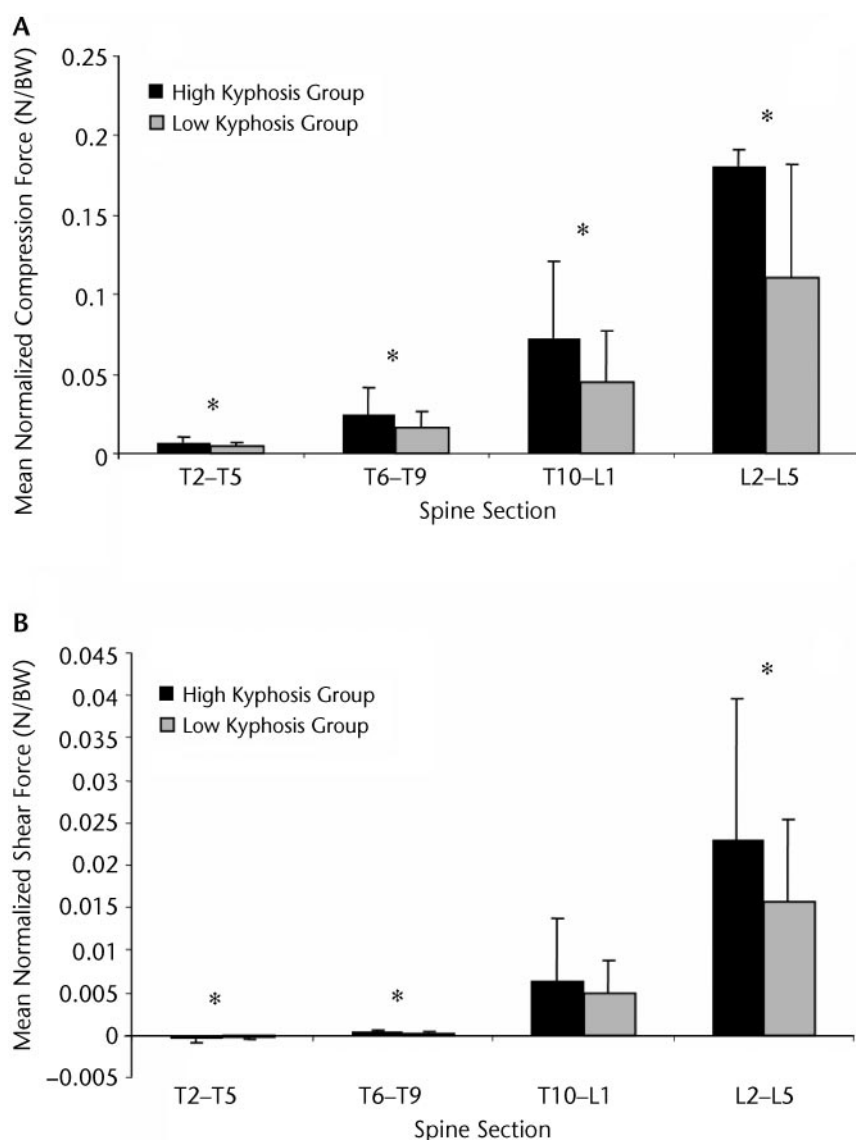 A
Mean Normalized Compression Force (N/BW)
0.25
0.2
0.15
0.1
0.05
0
High Kyphosis Group
Low Kyphosis Group
*
*
*
*
T2–T5
T6–T9
T10–L1
L2–L5
Spine Section
B
Mean Normalized Shear Force (N/BW)
0.045
0.04
0.035
0.03
0.025
0.02
0.015
0.01
0.005
0
–0.005
High Kyphosis Group
Low Kyphosis Group
*
*
*
T2–T5
T6–T9
T10–L1
L2–L5
Spine Section